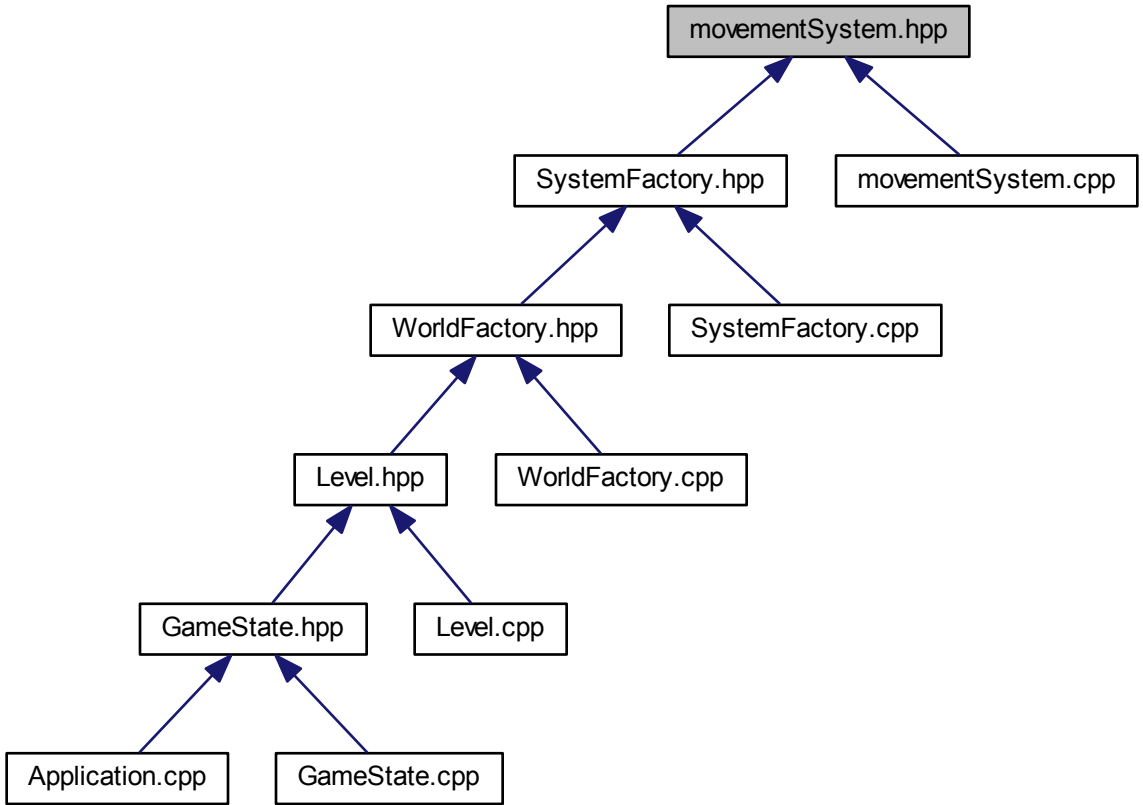 movementSystem.hpp
SystemFactory.hpp
movementSystem.cpp
WorldFactory.hpp
SystemFactory.cpp
Level.hpp
WorldFactory.cpp
GameState.hpp
Level.cpp
Application.cpp
GameState.cpp